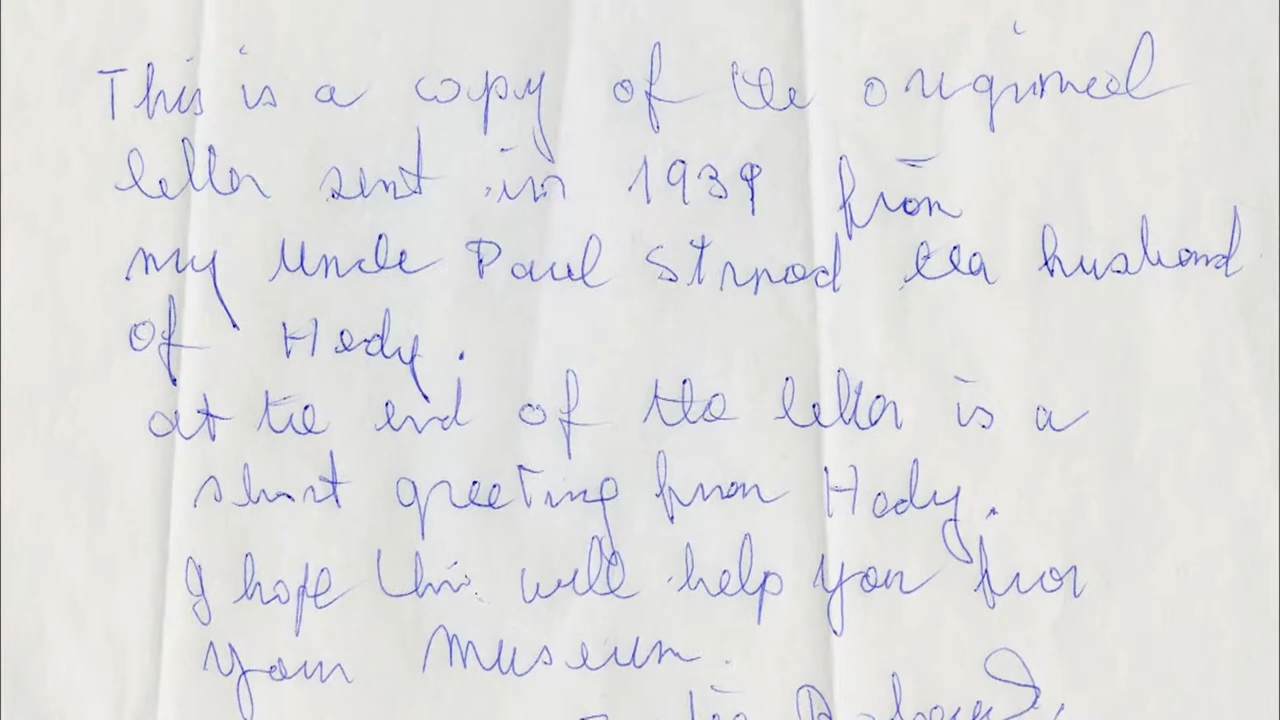 This is a copy of the original
letter sent in 1939 from
my Uncle Paul Strnad the husband
of Hedy.
at the end of the letter is a
short greeting from Hedy.
I hope this will help you for
your Museum.